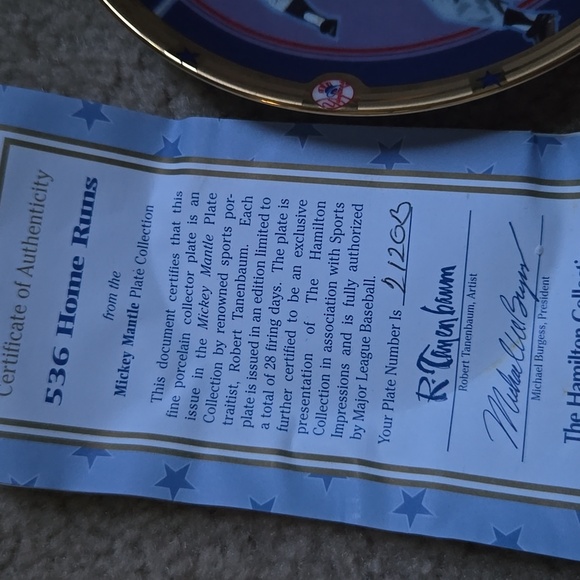 Certificate of Authenticity
536 Home Runs
from the
Mickey Mantle Plate Collection
This document certifies that this
fine porcelain collector plate is an
issue in the Mickey Mantle Plate
Collection by renowned sports por-
traitist, Robert Tanenbaum. Each
plate is issued in an edition limited to
a total of 28 firing days. The plate is
further certified to be an exclusive
presentation of The Hamilton
Collection in association with Sports
Impressions and is fully authorized
by Major League Baseball.
Your Plate Number Is
R Tanenbaum
Robert Tanenbaum, Artist
Michael Burgess
Michael Burgess, President
The Hamilton